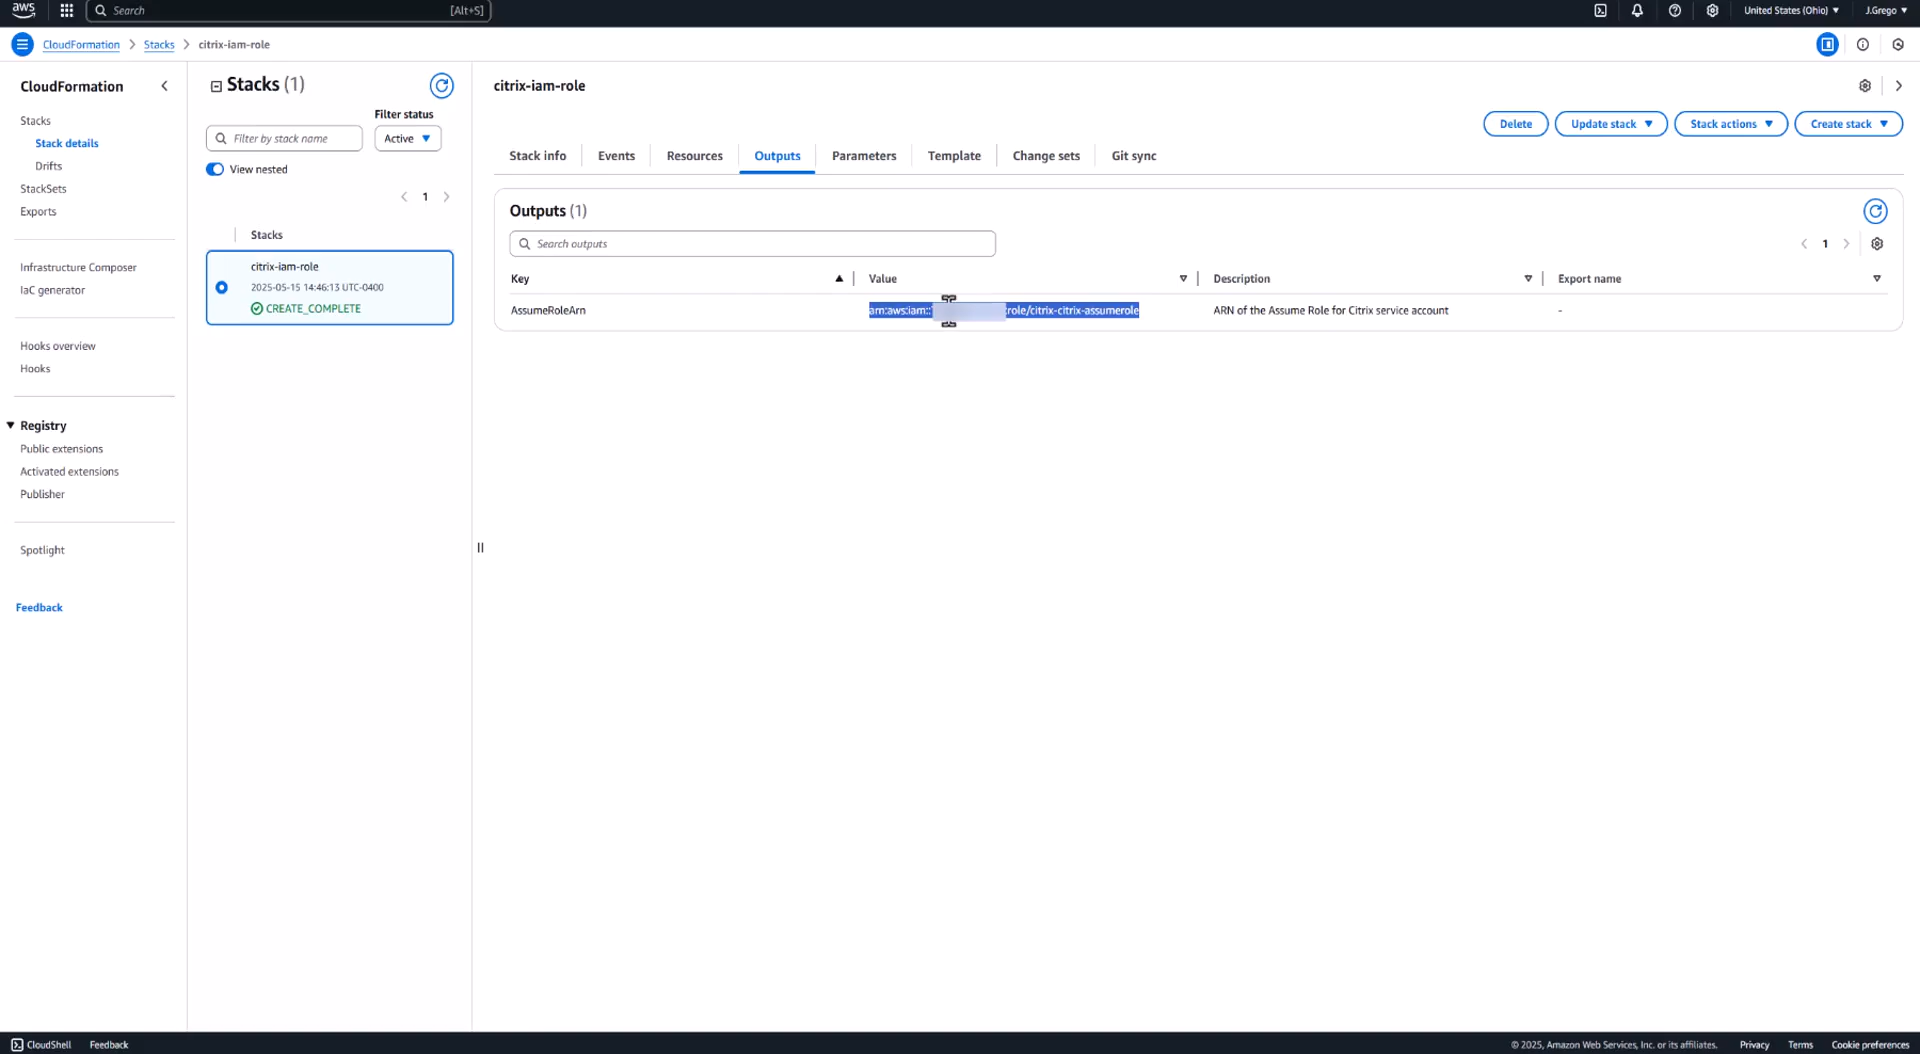 aws Search [Alt+S] United States (Ohio) J.Grego
CloudFormation Stacks citrix-iam-role
CloudFormation
Stacks
Stack details
Drifts
StackSets
Exports
Infrastructure Composer
IaC generator
Hooks overview
Hooks
Registry
Public extensions
Activated extensions
Publisher
Spotlight
Feedback
Stacks (1)
Filter status
Filter by stack name Active
View nested
1
Stacks
citrix-iam-role
2025-05-15 14:46:13 UTC-0400
CREATE_COMPLETE
citrix-iam-role
Delete Update stack Stack actions Create stack
Stack info Events Resources Outputs Parameters Template Change sets Git sync
Outputs (1)
Search outputs 1
Key Value Description Export name
AssumeRoleArn arn:aws:iam:: :role/citrix-citrix-assumerole ARN of the Assume Role for Citrix service account -
CloudShell Feedback © 2025, Amazon Web Services, Inc. or its affiliates. Privacy Terms Cookie preferences